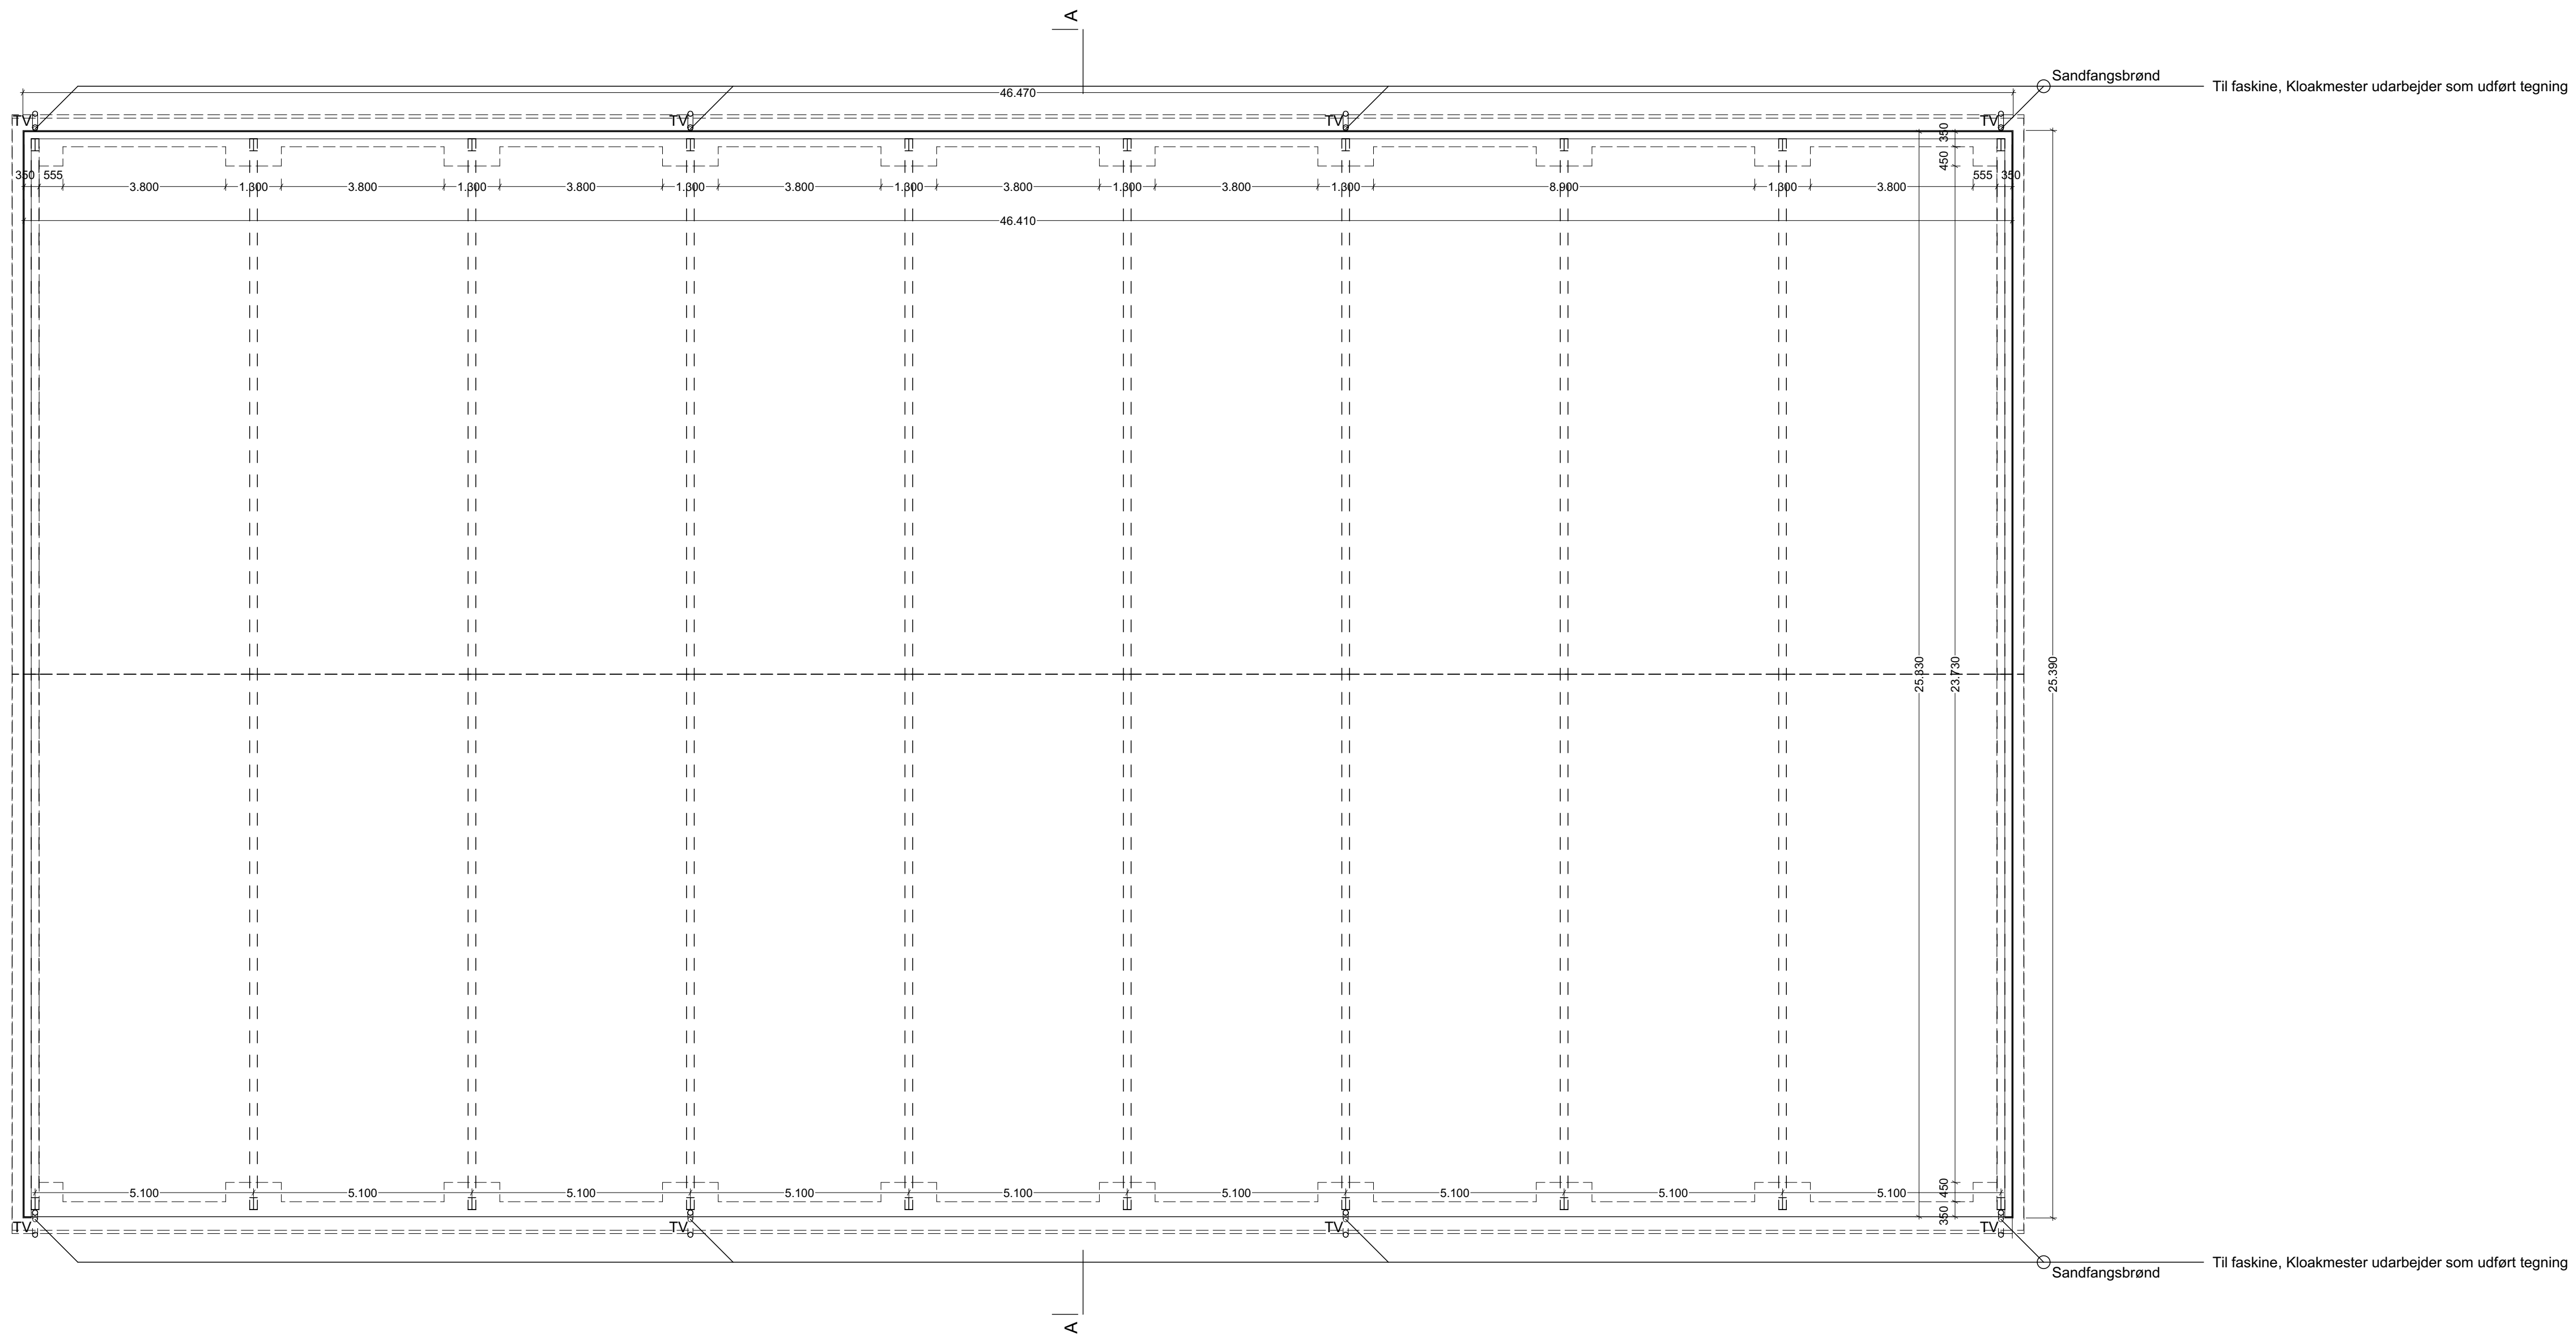 A
Sandfangsbrønd
Til faskine, Kloakmester udarbejder som udført tegning
46.470
TV
TV
TV
TV
350
450
350
555
3.800
1.300
3.800
1.300
3.800
1.300
3.800
1.300
3.800
1.300
3.800
1.300
8.900
1.300
3.800
555
350
46.410
25.330
23.730
25.390
5.100
5.100
5.100
5.100
5.100
5.100
5.100
5.100
5.100
450
350
TV
TV
TV
TV
Til faskine, Kloakmester udarbejder som udført tegning
Sandfangsbrønd
A